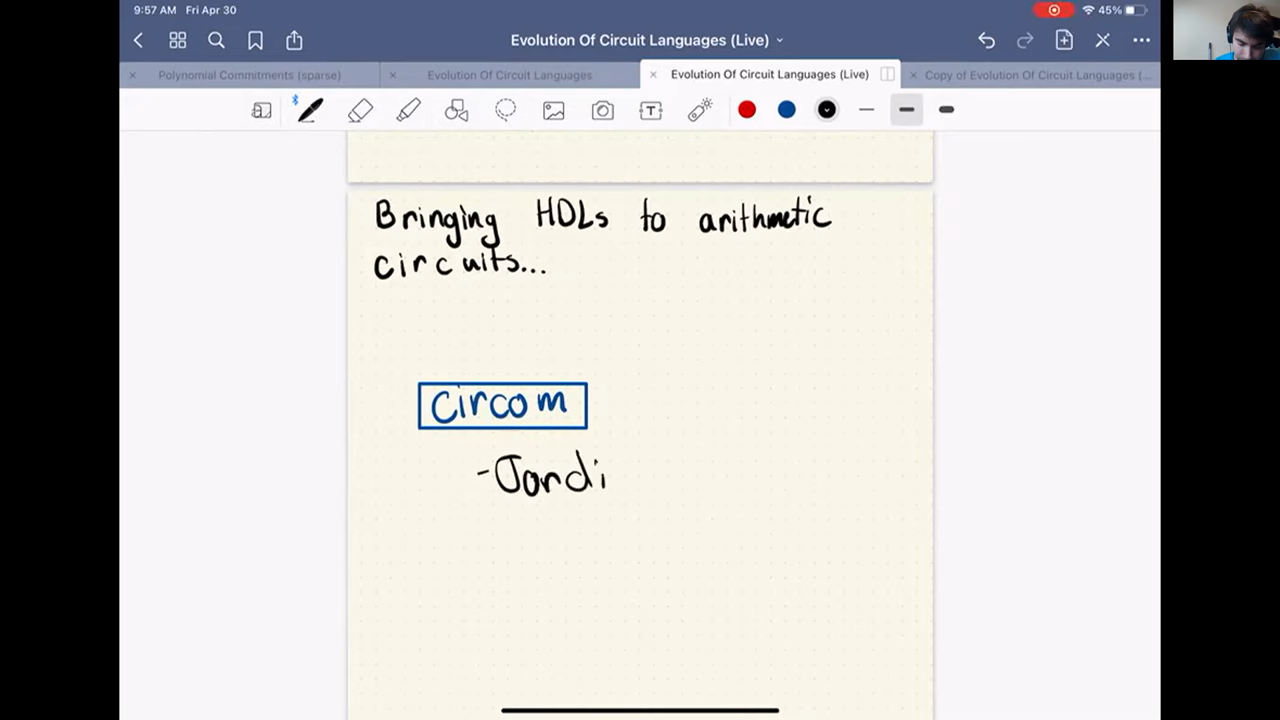 9:57 AM Fri Apr 30
45%
Evolution Of Circuit Languages (Live)
Polynomial Commitments (sparse)
Evolution Of Circuit Languages
Evolution Of Circuit Languages (Live)
Copy of Evolution Of Circuit Languages (...
Bringing HDLs to arithmetic
circuits...
Circom
-Jordi